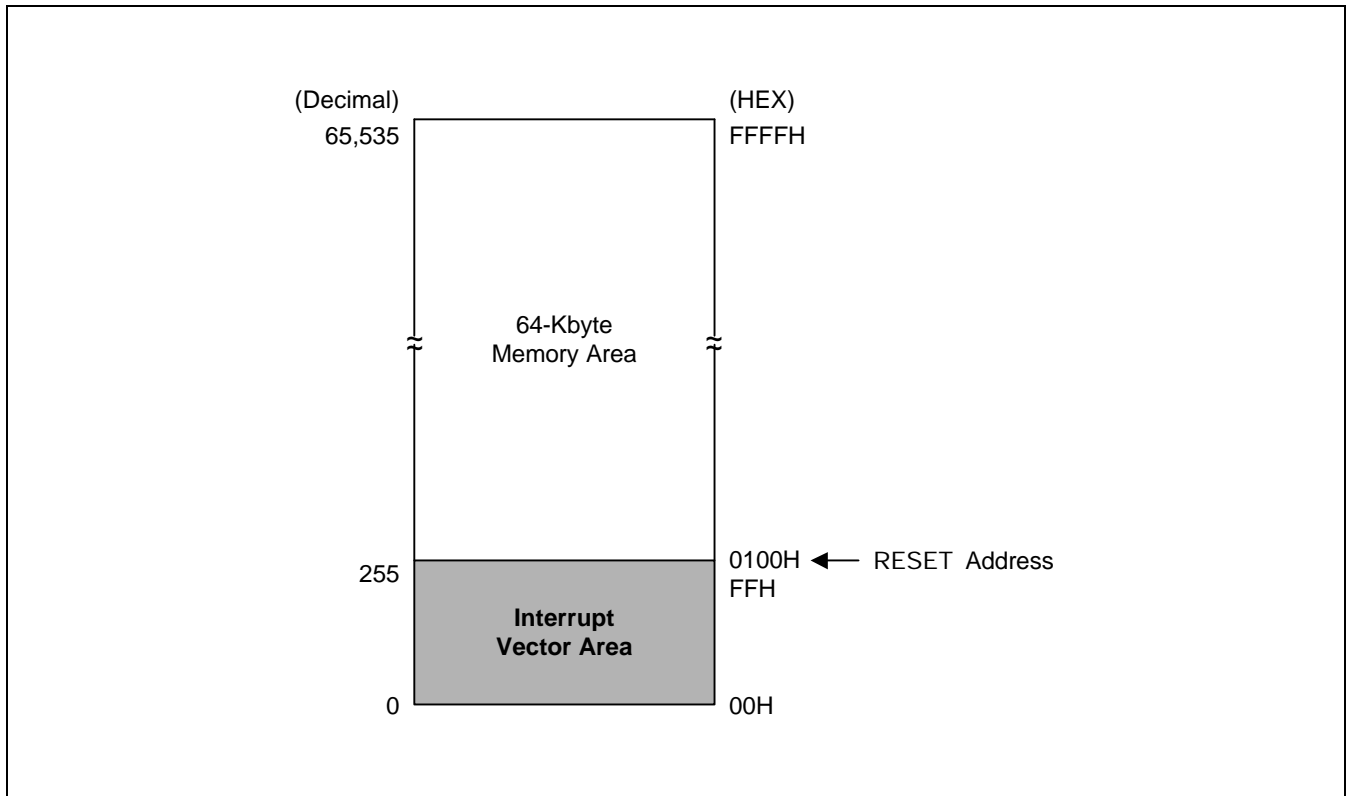 (Decimal) (HEX)
65,535 FFFFH
64-Kbyte
Memory Area
0100H RESET Address
255 FFH
Interrupt
Vector Area
0 00H